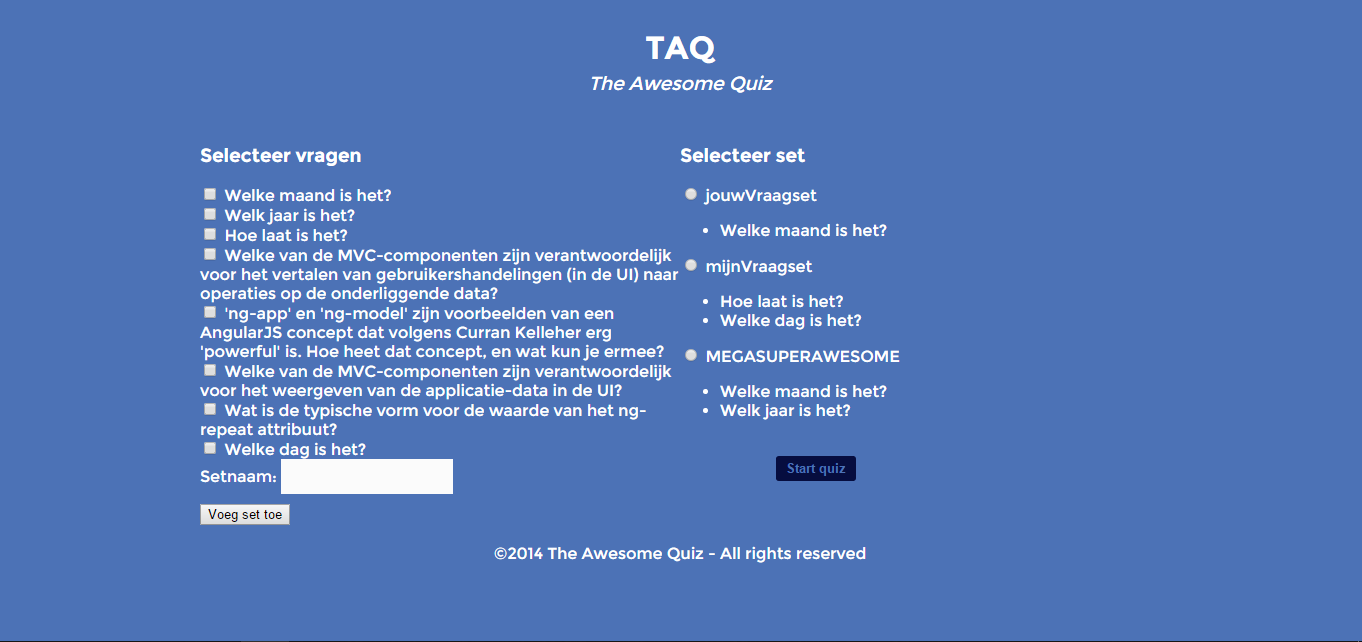 TAQ
The Awesome Quiz
Selecteer vragen
Welke maand is het?
Welk jaar is het?
Hoe laat is het?
Welke van de MVC-componenten zijn verantwoordelijk
voor het vertalen van gebruikershandelingen (in de UI) naar
operaties op de onderliggende data?
'ng-app' en 'ng-model' zijn voorbeelden van een
AngularJS concept dat volgens Curran Kelleher erg
'powerful' is. Hoe heet dat concept, en wat kun je ermee?
Welke van de MVC-componenten zijn verantwoordelijk
voor het weergeven van de applicatie-data in de UI?
Wat is de typische vorm voor de waarde van het ng-
repeat attribuut?
Welke dag is het?
Setnaam:
Voeg set toe
Selecteer set
jouwVraagset
• Welke maand is het?
mijnVraagset
• Hoe laat is het?
• Welke dag is het?
MEGASUPERAWESOME
• Welke maand is het?
• Welk jaar is het?
Start quiz
©2014 The Awesome Quiz - All rights reserved